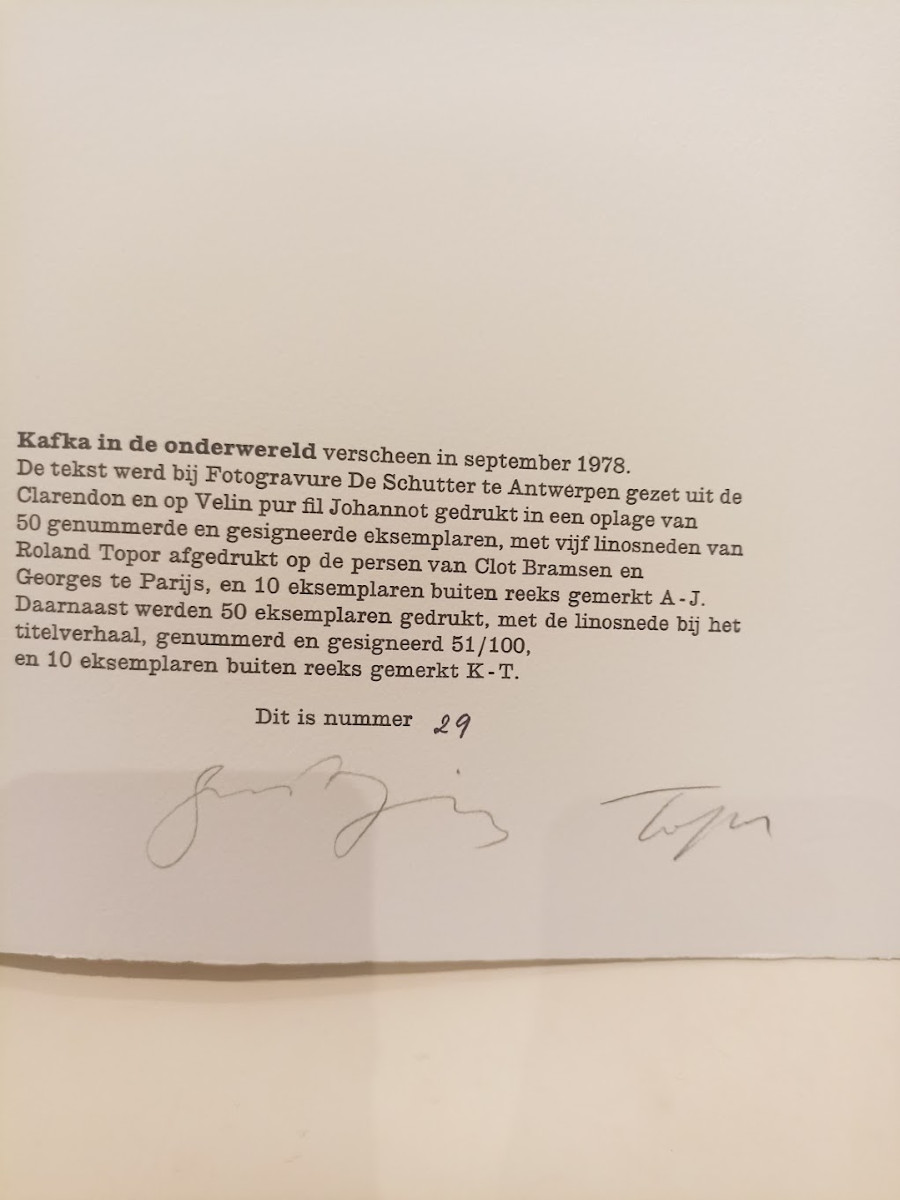 Kafka in de onderwereld verscheen in september 1978.
De tekst werd bij Fotogravure De Schutter te Antwerpen gezet uit de
Clarendon en op Velin pur fil Johannot gedrukt in een oplage van
50 genummerde en gesigneerde eksemplaren, met vijf linosneden van
Roland Topor afgedrukt op de persen van Clot Bramsen en
Georges te Parijs, en 10 eksemplaren buiten reeks gemerkt A-J.
Daarnaast werden 50 eksemplaren gedrukt, met de linosnede bij het
titelverhaal, genummerd en gesigneerd 51/100,
en 10 eksemplaren buiten reeks gemerkt K-T.
Dit is nummer 29
Topor